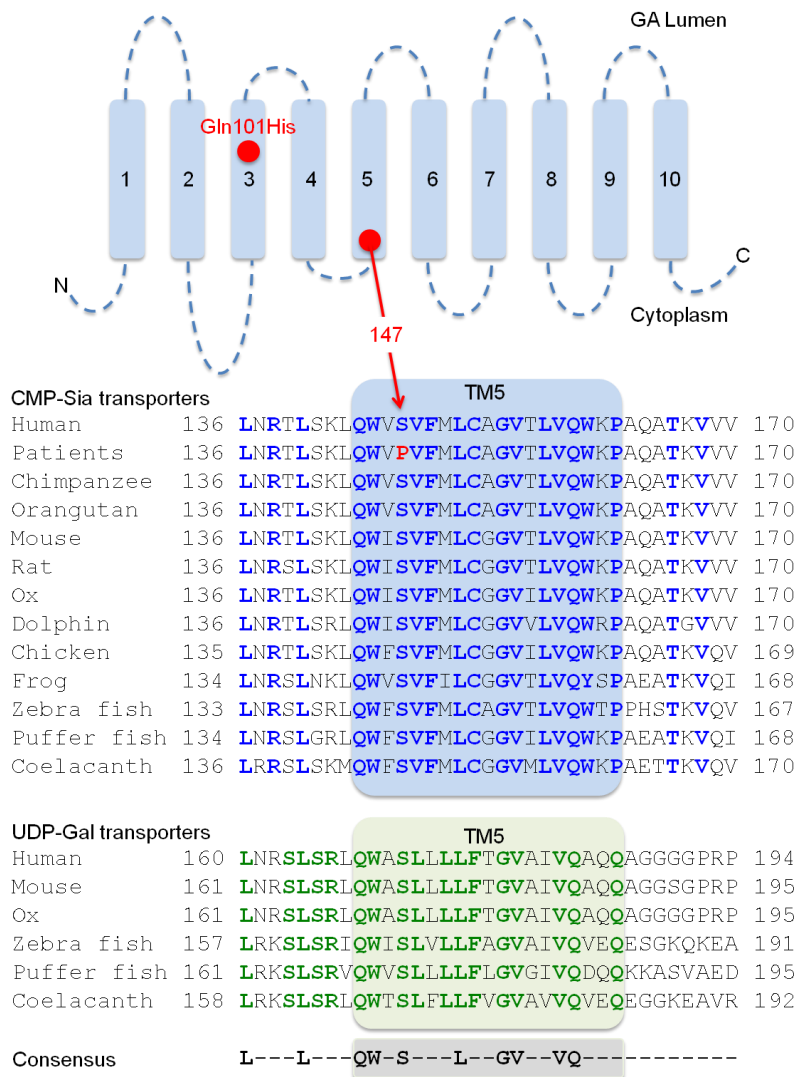 GA Lumen
Gln101His
1 2 3 4 5 6 7 8 9 10
N
C
Cytoplasm
147
CMP-Sia transporters
TM5
Human 136 LNRTLSKLQWVSVFMLCAGVTLVQWKPAQATKVVV 170
Patients 136 LNRTLSKLQWVPVFMLCAGVTLVQWKPAQATKVVV 170
Chimpanzee 136 LNRTLSKLQWVSVFMLCAGVTLVQWKPAQATKVVV 170
Orangutan 136 LNRTLSKLQWVSVFMLCAGVTLVQWKPAQATKVVV 170
Mouse 136 LNRTLSKLQWISVFMLCGGVTLVQWKPAQATKVVV 170
Rat 136 LNRSLSKLQWISVFMLCGGVTLVQWKPAQATKVVV 170
Ox 136 LNRTLSKLQWISVFMLCGGVILVQWKPAQATKVVV 170
Dolphin 136 LNRTLSRLQWISVFMLCGGVVLVQWRPAQATGVVV 170
Chicken 135 LNRTLSKLQWFSVFMLCGGVILVQWKPAQATKVQV 169
Frog 134 LNRSLNKLQWVSVFILCGGVTLVQYSPAEATKVQI 168
Zebra fish 133 LNRSLSRLQWFSVFMLCAGVTLVQWTPPHSTKVQV 167
Puffer fish 134 LNRSLGRLQWFSVFMLCGGVILVQWKPAEATKVQI 168
Coelacanth 136 LRRSLSKMQWFSVFMLCGGVMLVQWKPAETTKVQV 170
UDP-Gal transporters
TM5
Human 160 LNRSLSRLQWASLLLLFTGVAIVQAQQAGGGGPRP 194
Mouse 161 LNRSLSRLQWASLLLLFTGVAIVQAQQAGGSGPRP 195
Ox 161 LNRSLSRLQWASLLLLFTGVAIVQAQQAGGGGPRP 195
Zebra fish 157 LRKSLSRIQWISLVLLFAGVAIVQVEQESGKQKEA 191
Puffer fish 161 LRKSLSRVQWVSLLLLFLGVGIVQDQQKKASVAED 195
Coelacanth 158 LRKSLSRLQWTSLFLLFVGVAVVQVEQEGGKEAVR 192
Consensus L---L---QW-S---L--GV--VQ-----------